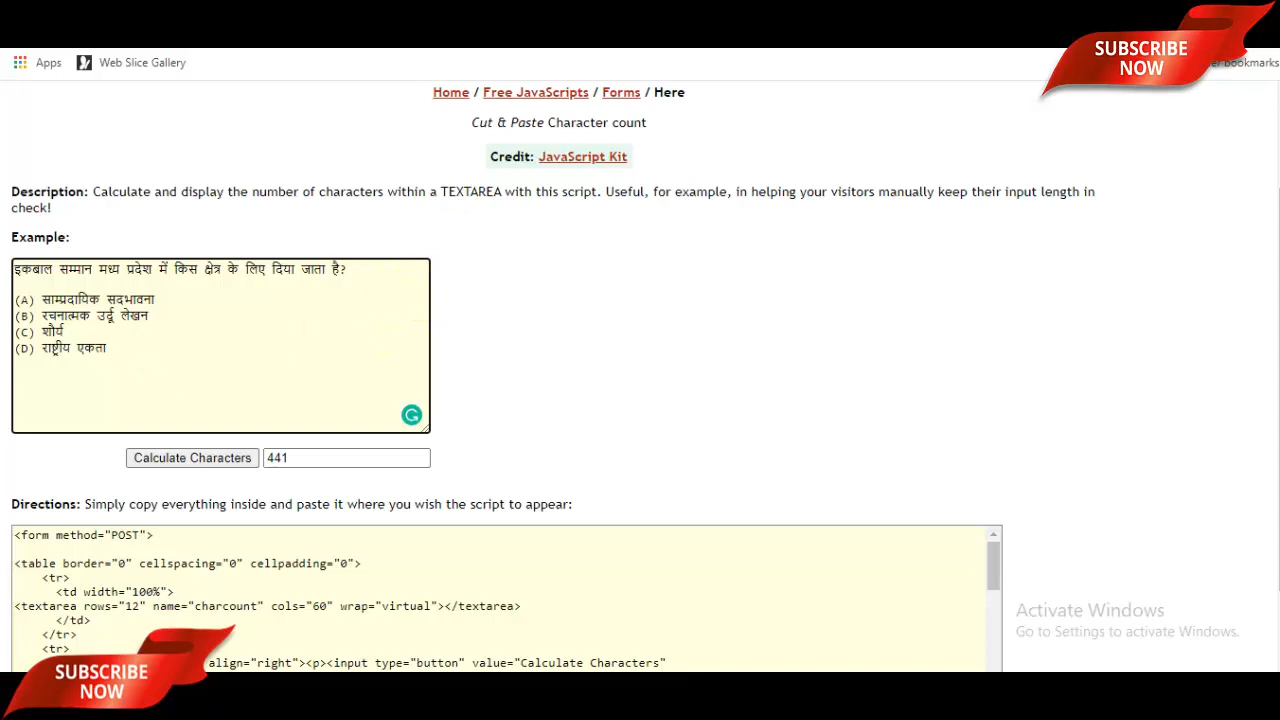 SUBSCRIBE
NOW
Apps Web Slice Gallery bookmarks
Home / Free JavaScripts / Forms / Here
Cut & Paste Character count
Credit: JavaScript Kit
Description: Calculate and display the number of characters within a TEXTAREA with this script. Useful, for example, in helping your visitors manually keep their input length in
check!
Example:
इकबाल सम्मान मध्य प्रदेश में किस क्षेत्र के लिए दिया जाता है?
(A) साम्प्रदायिक सदभावना
(B) रचनात्मक उर्दू लेखन
(C) शौर्य
(D) राष्ट्रीय एकता
Calculate Characters 441
Directions: Simply copy everything inside and paste it where you wish the script to appear:
<form method="POST">
<table border="0" cellspacing="0" cellpadding="0">
<tr>
<td width="100%">
<textarea rows="12" name="charcount" cols="60" wrap="virtual"></textarea>
</td>
</tr>
<tr>
align="right"><p><input type="button" value="Calculate Characters"
Activate Windows
Go to Settings to activate Windows.
SUBSCRIBE
NOW